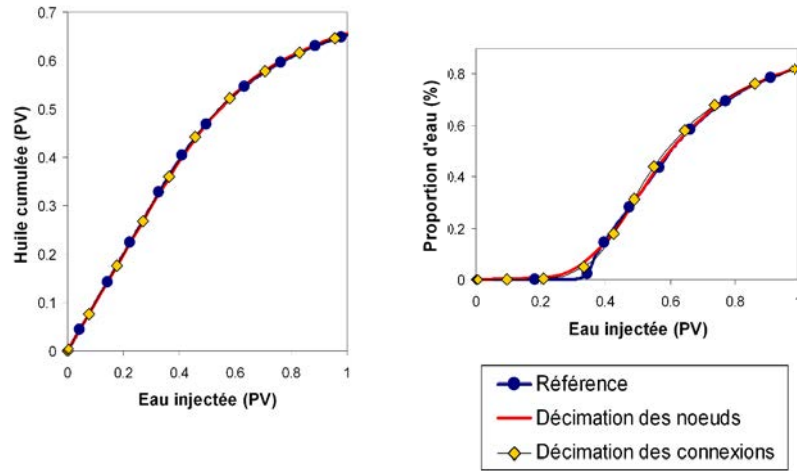 0.7
0.6
0.5
0.4
0.3
0.2
0.1
0
Huile cumulée (PV)
0 0.2 0.4 0.6 0.8 1
Eau injectée (PV)
0.8
0.6
0.4
0.2
0
Proportion d'eau (%)
0 0.2 0.4 0.6 0.8 1
Eau injectée (PV)
Référence
Décimation des noeuds
Décimation des connexions